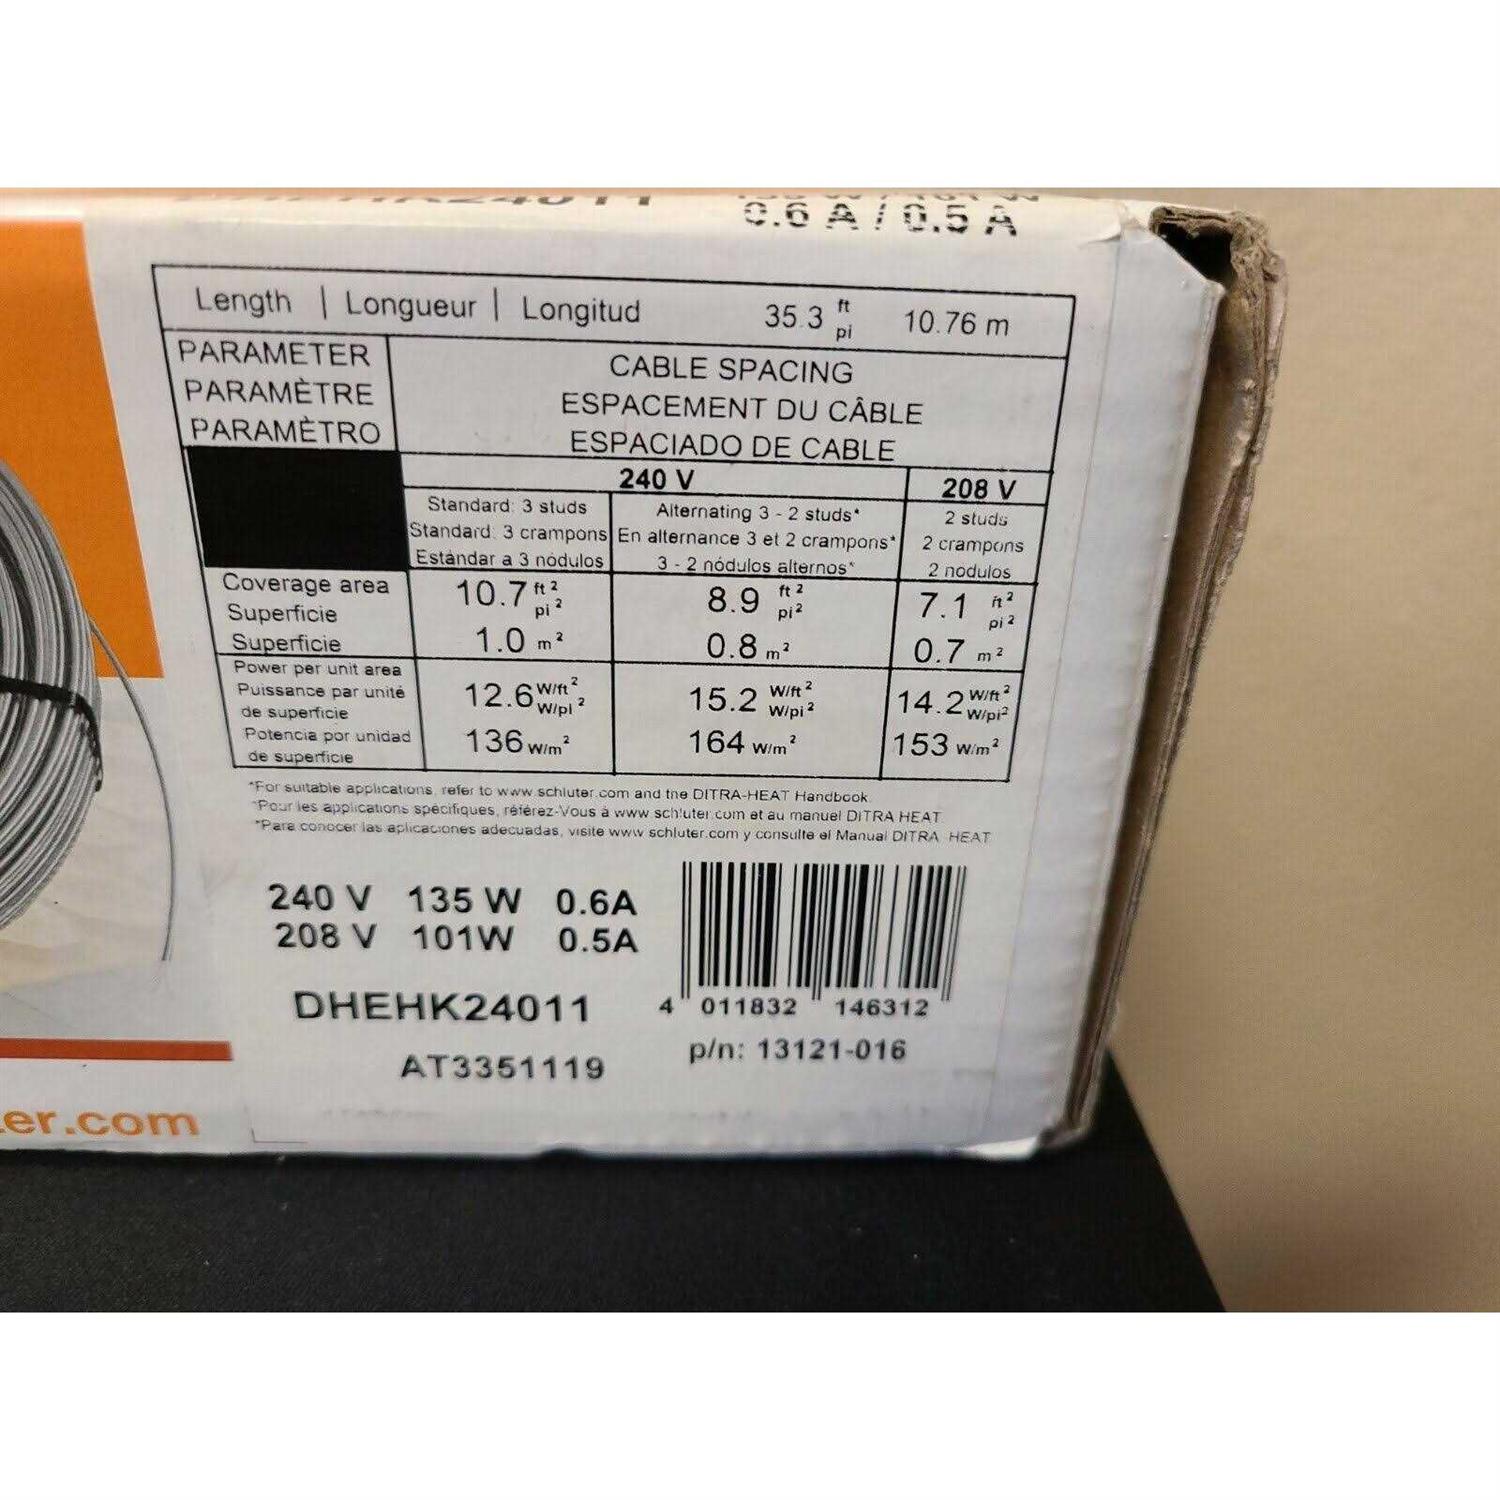 DHEHK24011
0.6 A / 0.5 A
Length | Longueur | Longitud 35.3 ft pi 10.76 m
PARAMETER
PARAMÈTRE
PARAMÈTRO
CABLE SPACING
ESPACEMENT DU CÂBLE
ESPACIADO DE CABLE
240 V 208 V
Standard: 3 studs
Standard: 3 crampons
Estándar a 3 nódulos
Alternating 3 - 2 studs*
En alternance 3 et 2 crampons*
3 - 2 nódulos alternos*
2 studs
2 crampons
2 nodulos
Coverage area
Superficie
Superficie
10.7 ft² pi²
1.0 m²
8.9 ft² pi²
0.8 m²
7.1 ft² pi²
0.7 m²
Power per unit area
Puissance par unité
de superficie
Potencia por unidad
de superficie
12.6 W/ft² W/pi²
136 W/m²
15.2 W/ft² W/pi²
164 W/m²
14.2 W/ft² W/pi²
153 W/m²
*For suitable applications, refer to www.schluter.com and the DITRA-HEAT Handbook.
*Pour les applications spécifiques, référez-Vous à www.schluter.com et au manuel DITRA HEAT
*Para conocer las aplicaciones adecuadas, visite www.schluter.com y consulte el Manual DITRA HEAT
240 V 135 W 0.6A
208 V 101W 0.5A
DHEHK24011
AT3351119
4 011832 146312
p/n: 13121-016
er.com